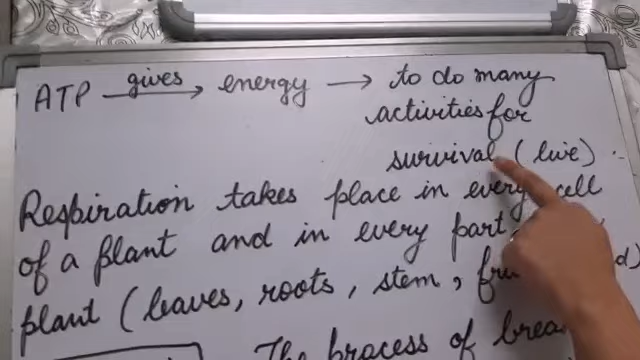 ATP gives energy → to do many
activities for
survival (live)
Respiration takes place in every cell
of a plant and in every part
plant (leaves, roots, stem,
The process of